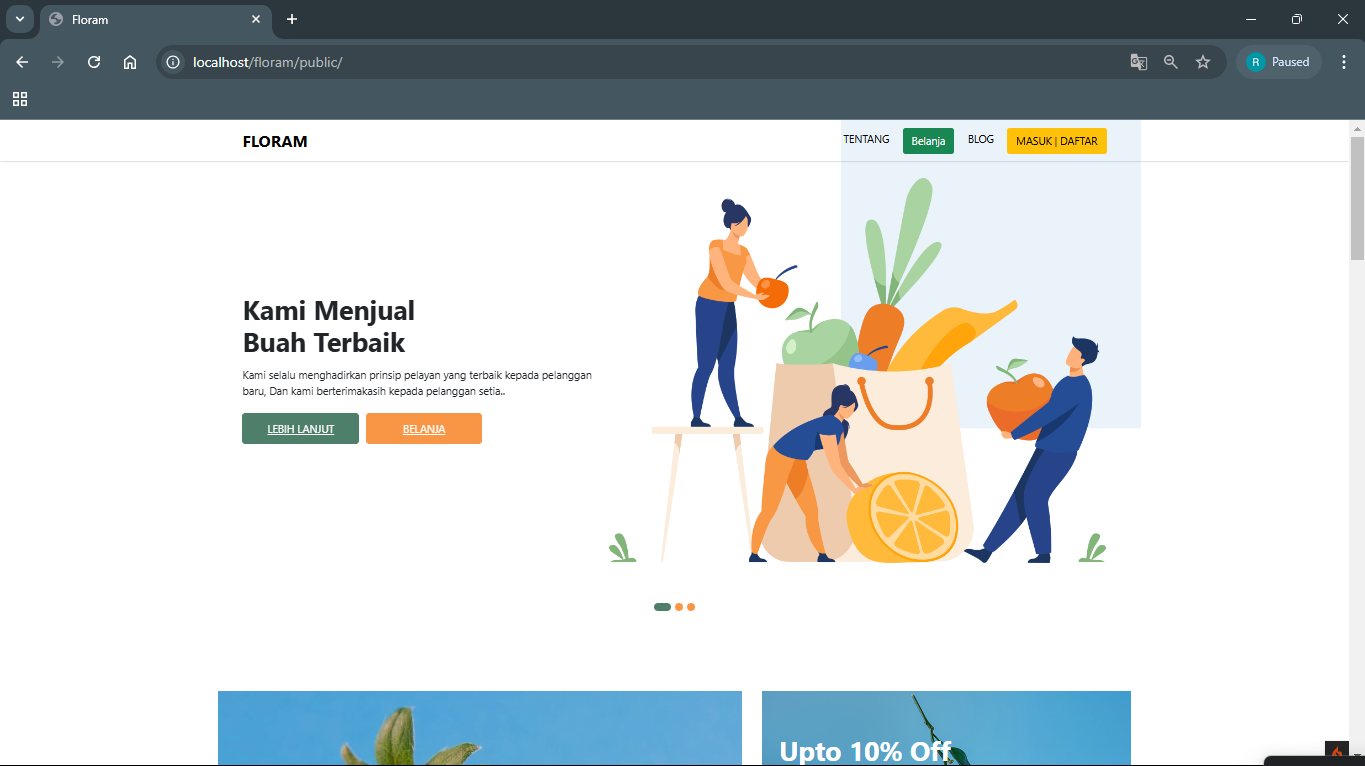 Floram
localhost/floram/public/
R Paused
FLORAM
TENTANG
Belanja
BLOG
MASUK | DAFTAR
Kami Menjual
Buah Terbaik
Kami selalu menghadirkan prinsip pelayan yang terbaik kepada pelanggan
baru, Dan kami berterimakasih kepada pelanggan setia..
LEBIH LANJUT
BELANJA
Upto 10% Off